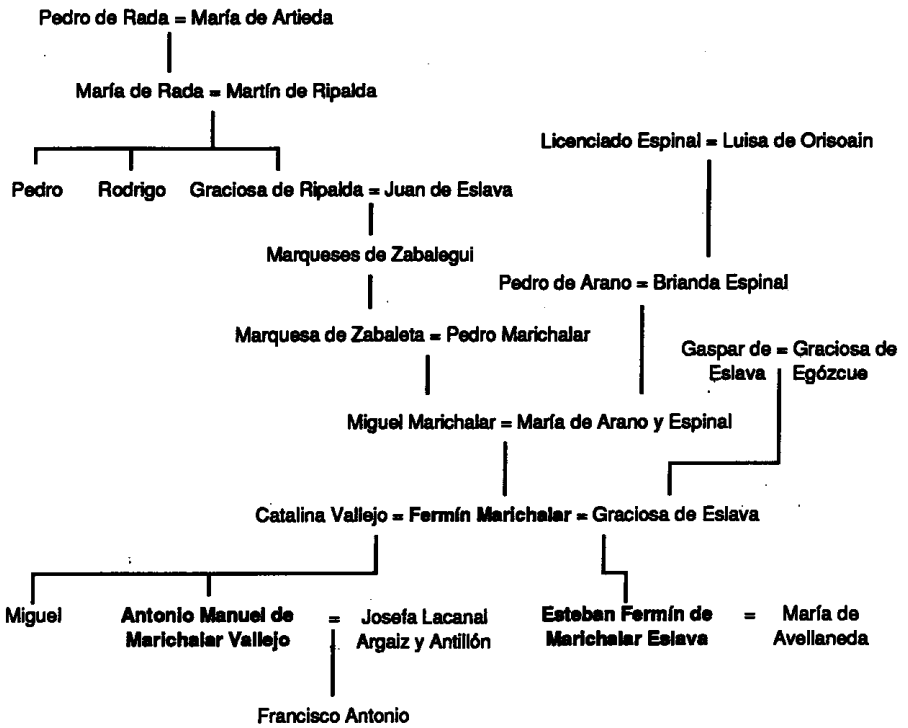 Pedro de Rada = María de Artieda
María de Rada = Martín de Ripalda
Licenciado Espinal = Luisa de Orisoain
Pedro Rodrigo Graciosa de Ripalda = Juan de Eslava
Marqueses de Zabalegui
Pedro de Arano = Brianda Espinal
Marquesa de Zabaleta = Pedro Marichalar
Gaspar de = Graciosa de
Eslava Egózcue
Miguel Marichalar = María de Arano y Espinal
Catalina Vallejo = Fermín Marichalar = Graciosa de Eslava
Miguel
Antonio Manuel de
Marichalar Vallejo
=
Josefa Lacanal
Argaiz y Antillón
Esteban Fermín de
Marichalar Eslava
=
María de
Avellaneda
Francisco Antonio